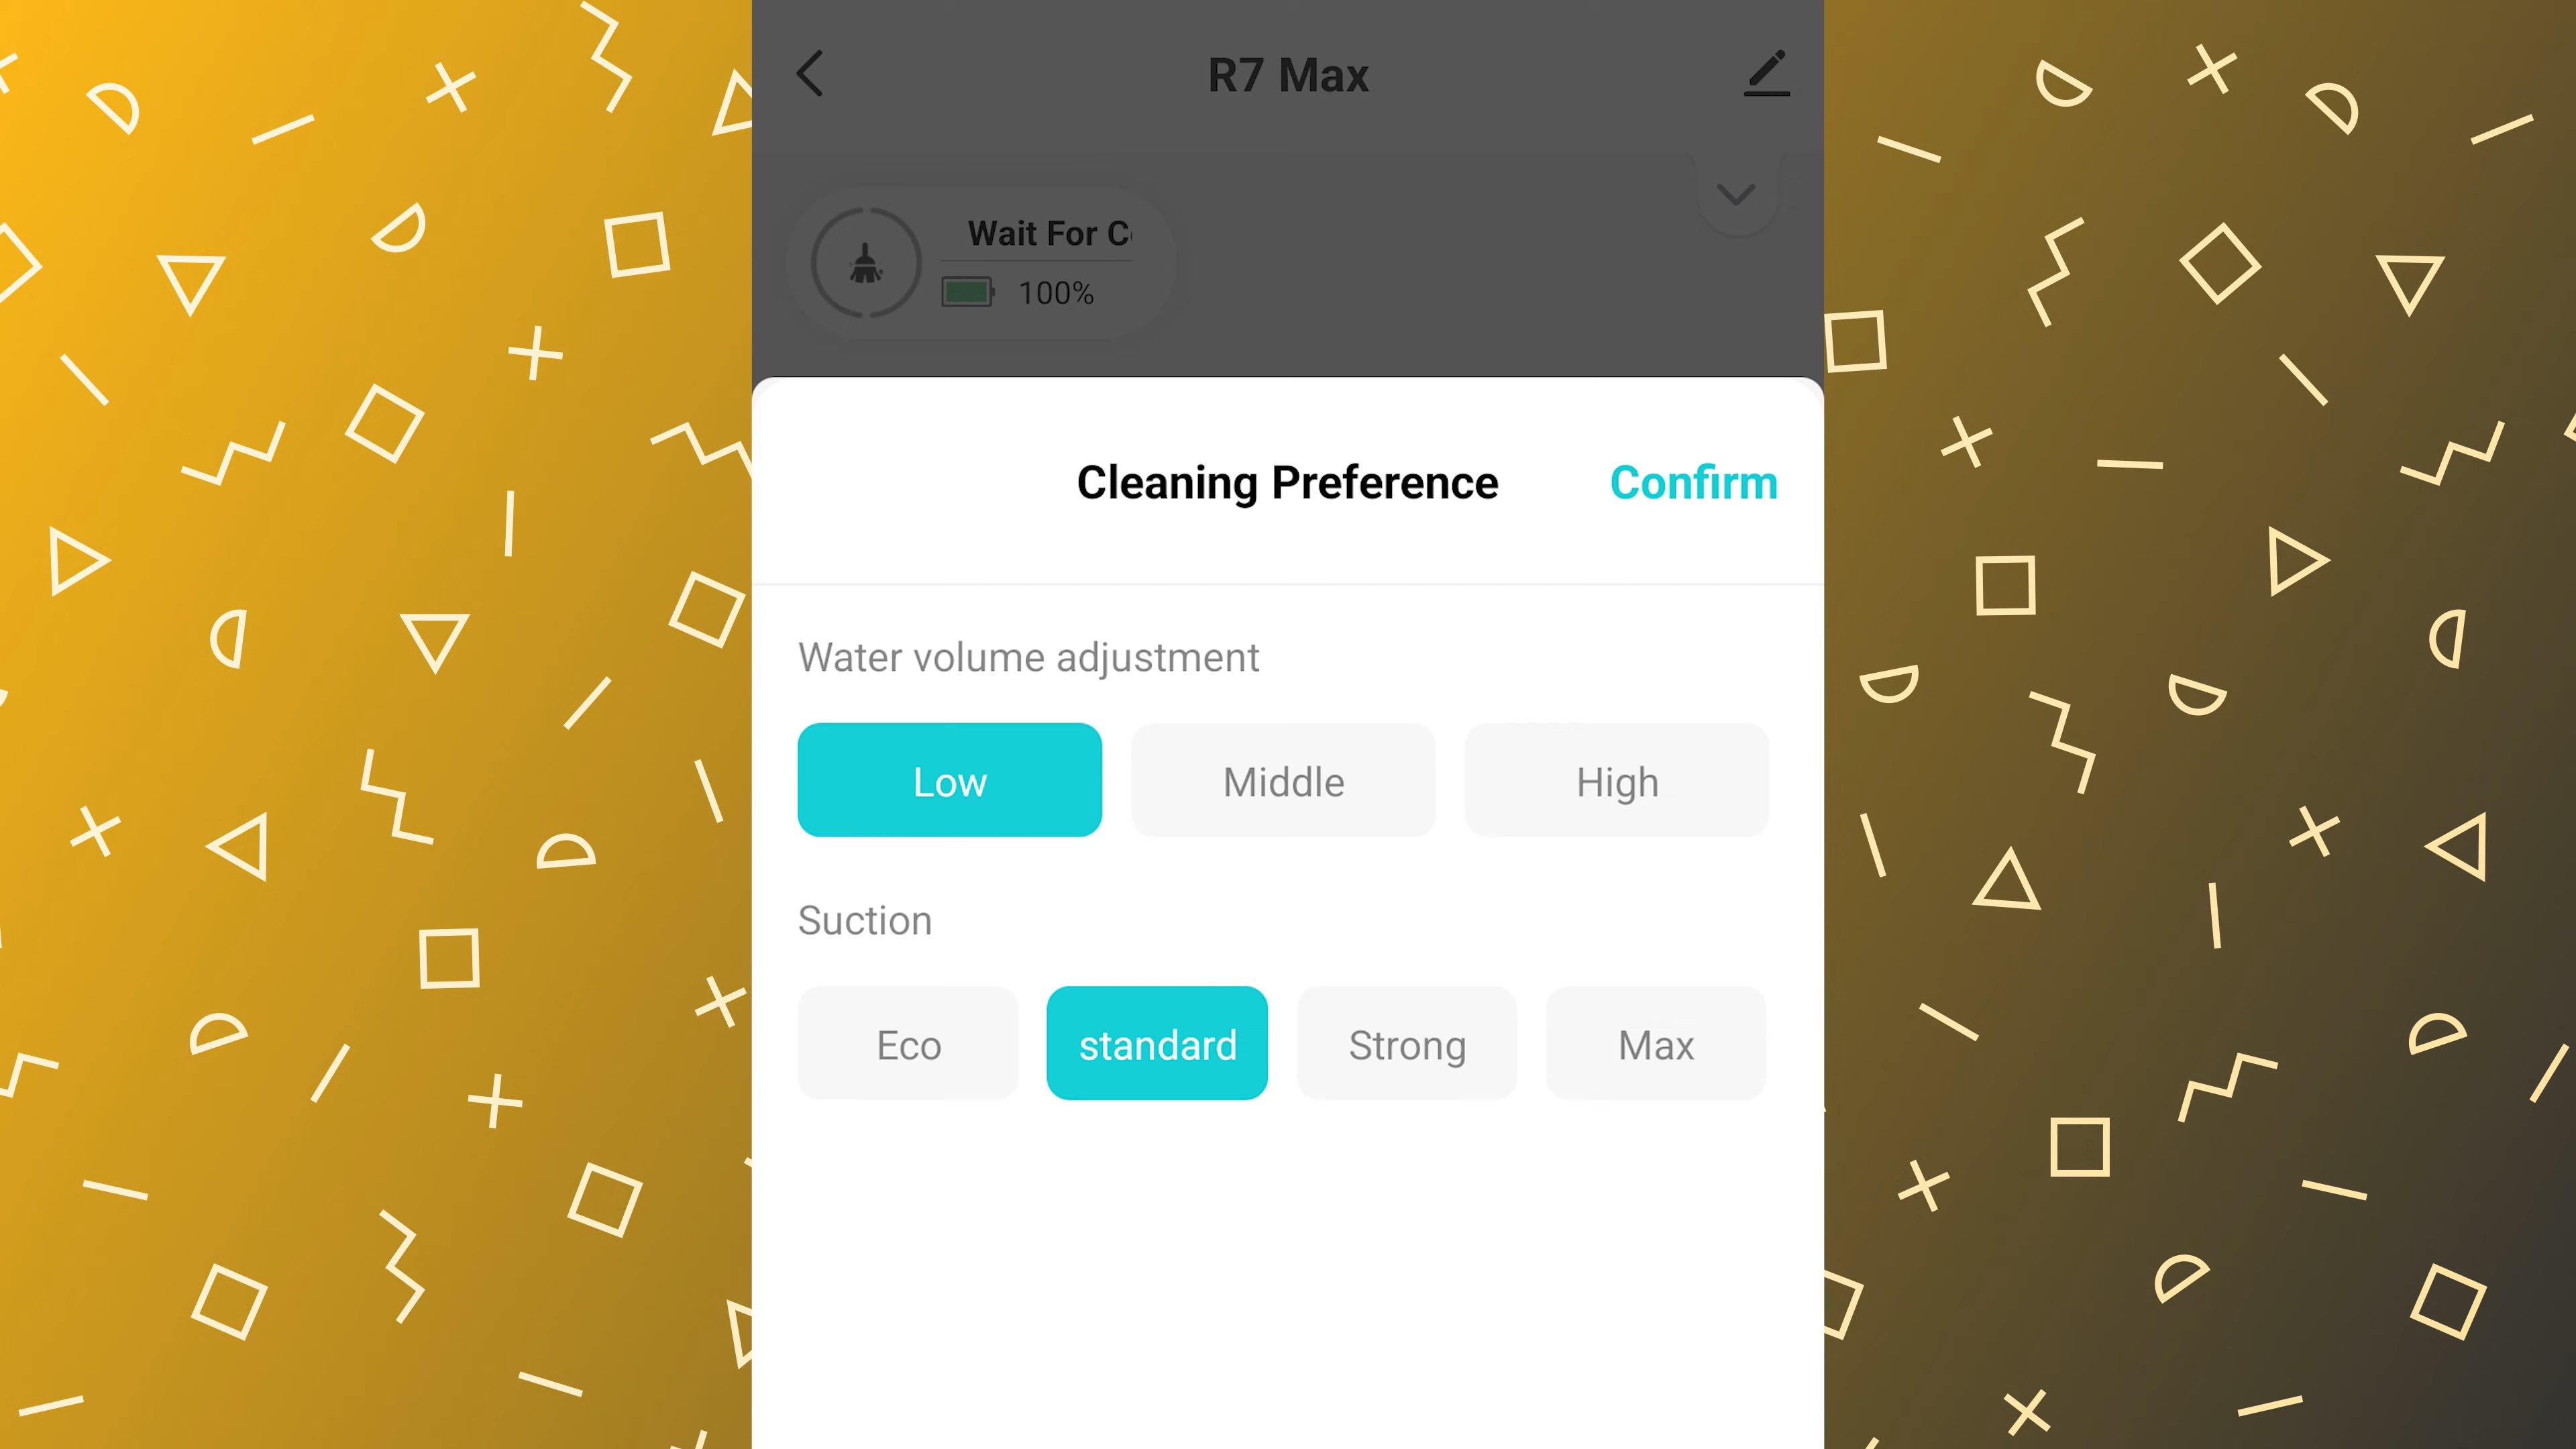 R7 Max
Wait For C
100%
Cleaning Preference
Confirm
Water volume adjustment
Low
Middle
High
Suction
Eco
standard
Strong
Max